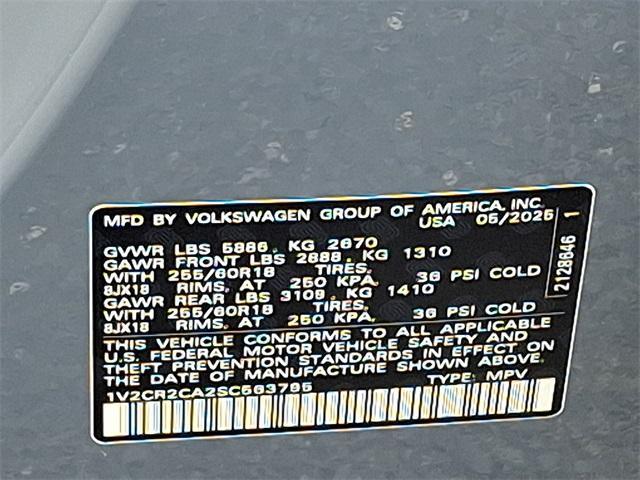 MFD BY VOLKSWAGEN GROUP OF AMERICA, INC.
USA 05/2025
GVWR LBS 5886. KG 2670
GAWR FRONT LBS 2888. KG 1310
WITH 255/60R18 TIRES.
8JX18 RIMS. AT 250 KPA. 36 PSI COLD
GAWR REAR LBS 3109. KG 1410
WITH 255/60R18 TIRES.
8JX18 RIMS. AT 250 KPA. 36 PSI COLD
THIS VEHICLE CONFORMS TO ALL APPLICABLE
U.S. FEDERAL MOTOR VEHICLE SAFETY AND
THEFT PREVENTION STANDARDS IN EFFECT ON
THE DATE OF MANUFACTURE SHOWN ABOVE.
1V2CR2CA2SC563795 TYPE: MPV
2128646 1